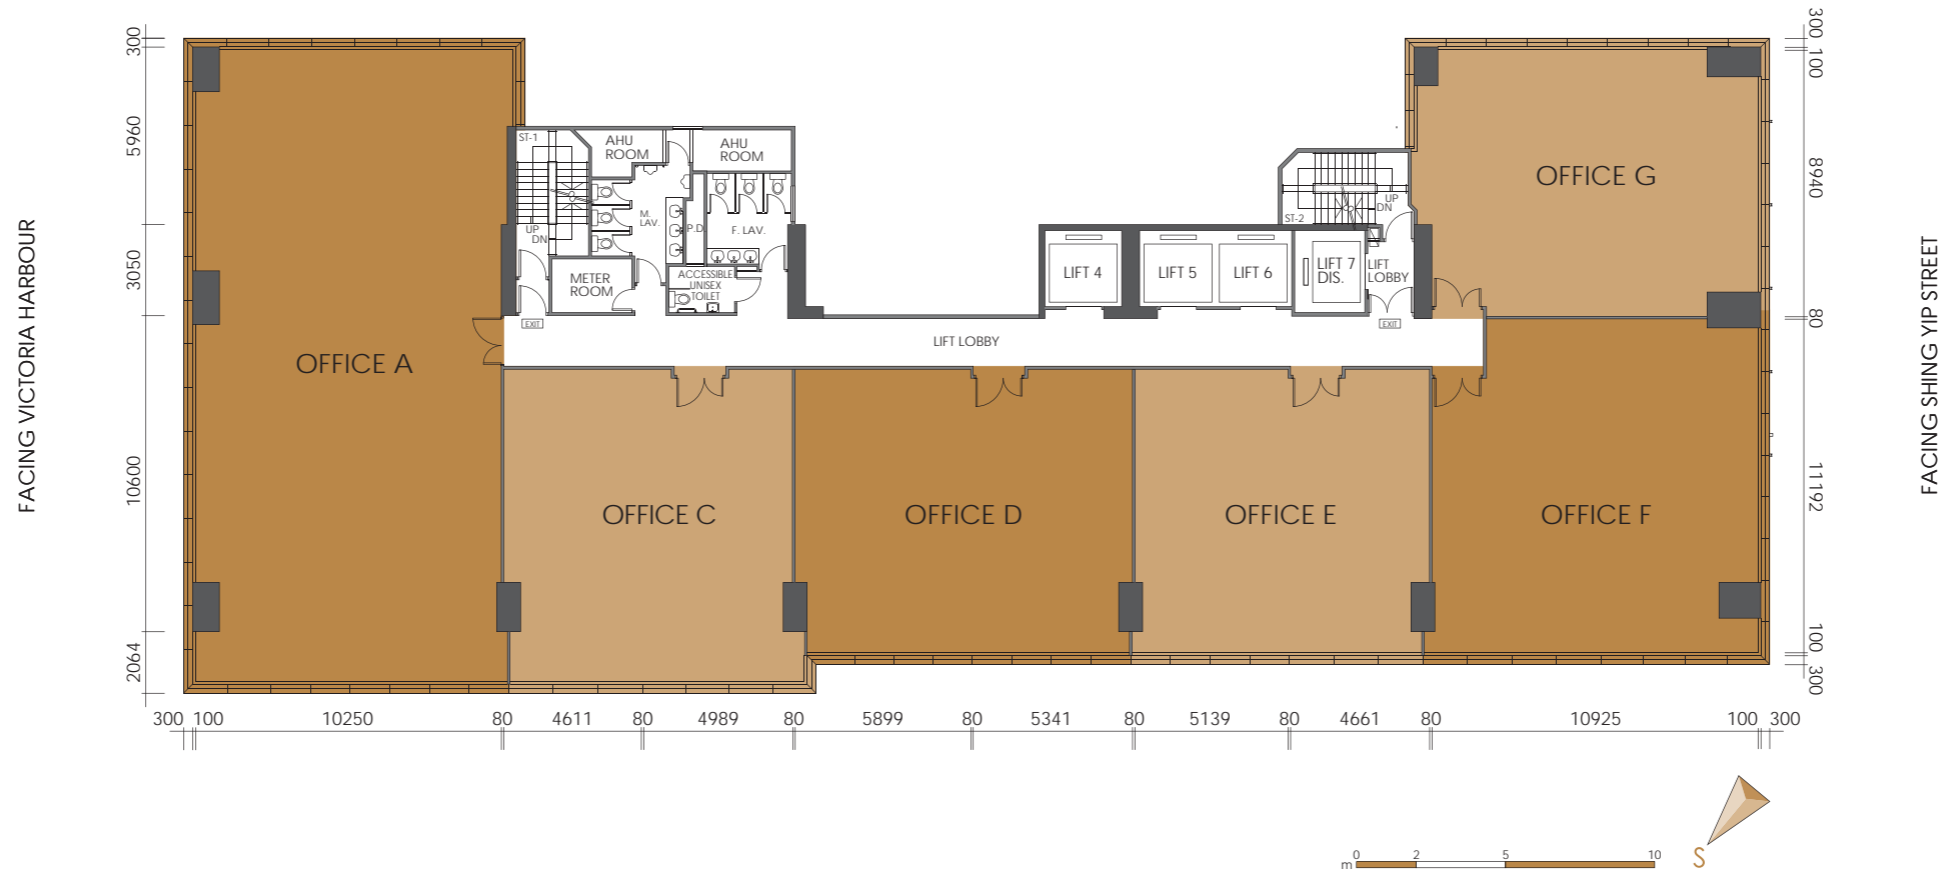 300
5960
3050
10600
2064
FACING VICTORIA HARBOUR
ST-1
AHU
ROOM
AHU
ROOM
UP
DN
M.
LAV.
P.D.
F. LAV.
METER
ROOM
ACCESSIBLE
UNISEX
TOILET
EXIT
OFFICE A
LIFT LOBBY
LIFT 4
LIFT 5
LIFT 6
LIFT 7
DIS.
LIFT
LOBBY
ST-2
UP
DN
EXIT
OFFICE G
OFFICE C
OFFICE D
OFFICE E
OFFICE F
300
100
8940
80
11192
100
300
FACING SHING YIP STREET
300 100 10250 80 4611 80 4989 80 5899 80 5341 80 5139 80 4661 80 10925 100 300
S
m 0 2 5 10